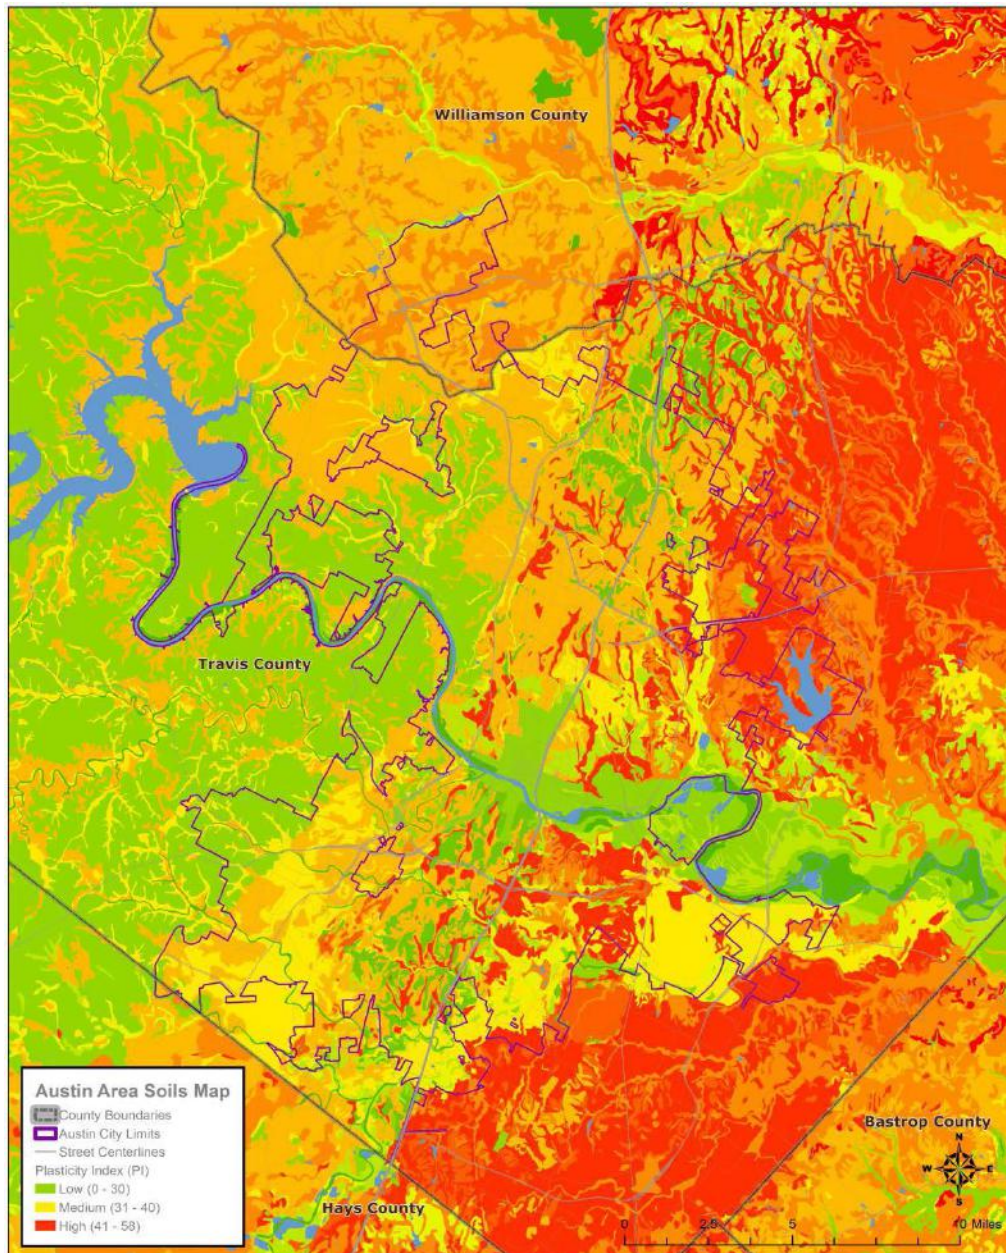 Williamson County
Travis County
Austin Area Soils Map
County Boundaries
Austin City Limits
Street Centerlines
Plasticity Index (PI)
Low (0 - 30)
Medium (31 - 40)
High (41 - 58)
Bastrop County
N
W E
S
Hays County
0 2.5 5 10 Miles